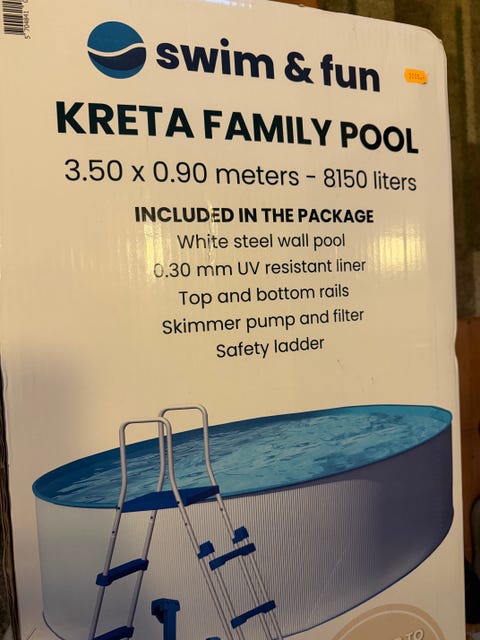 swim & fun
KRETA FAMILY POOL
3.50 x 0.90 meters - 8150 liters
INCLUDED IN THE PACKAGE
White steel wall pool
0.30 mm UV resistant liner
Top and bottom rails
Skimmer pump and filter
Safety ladder